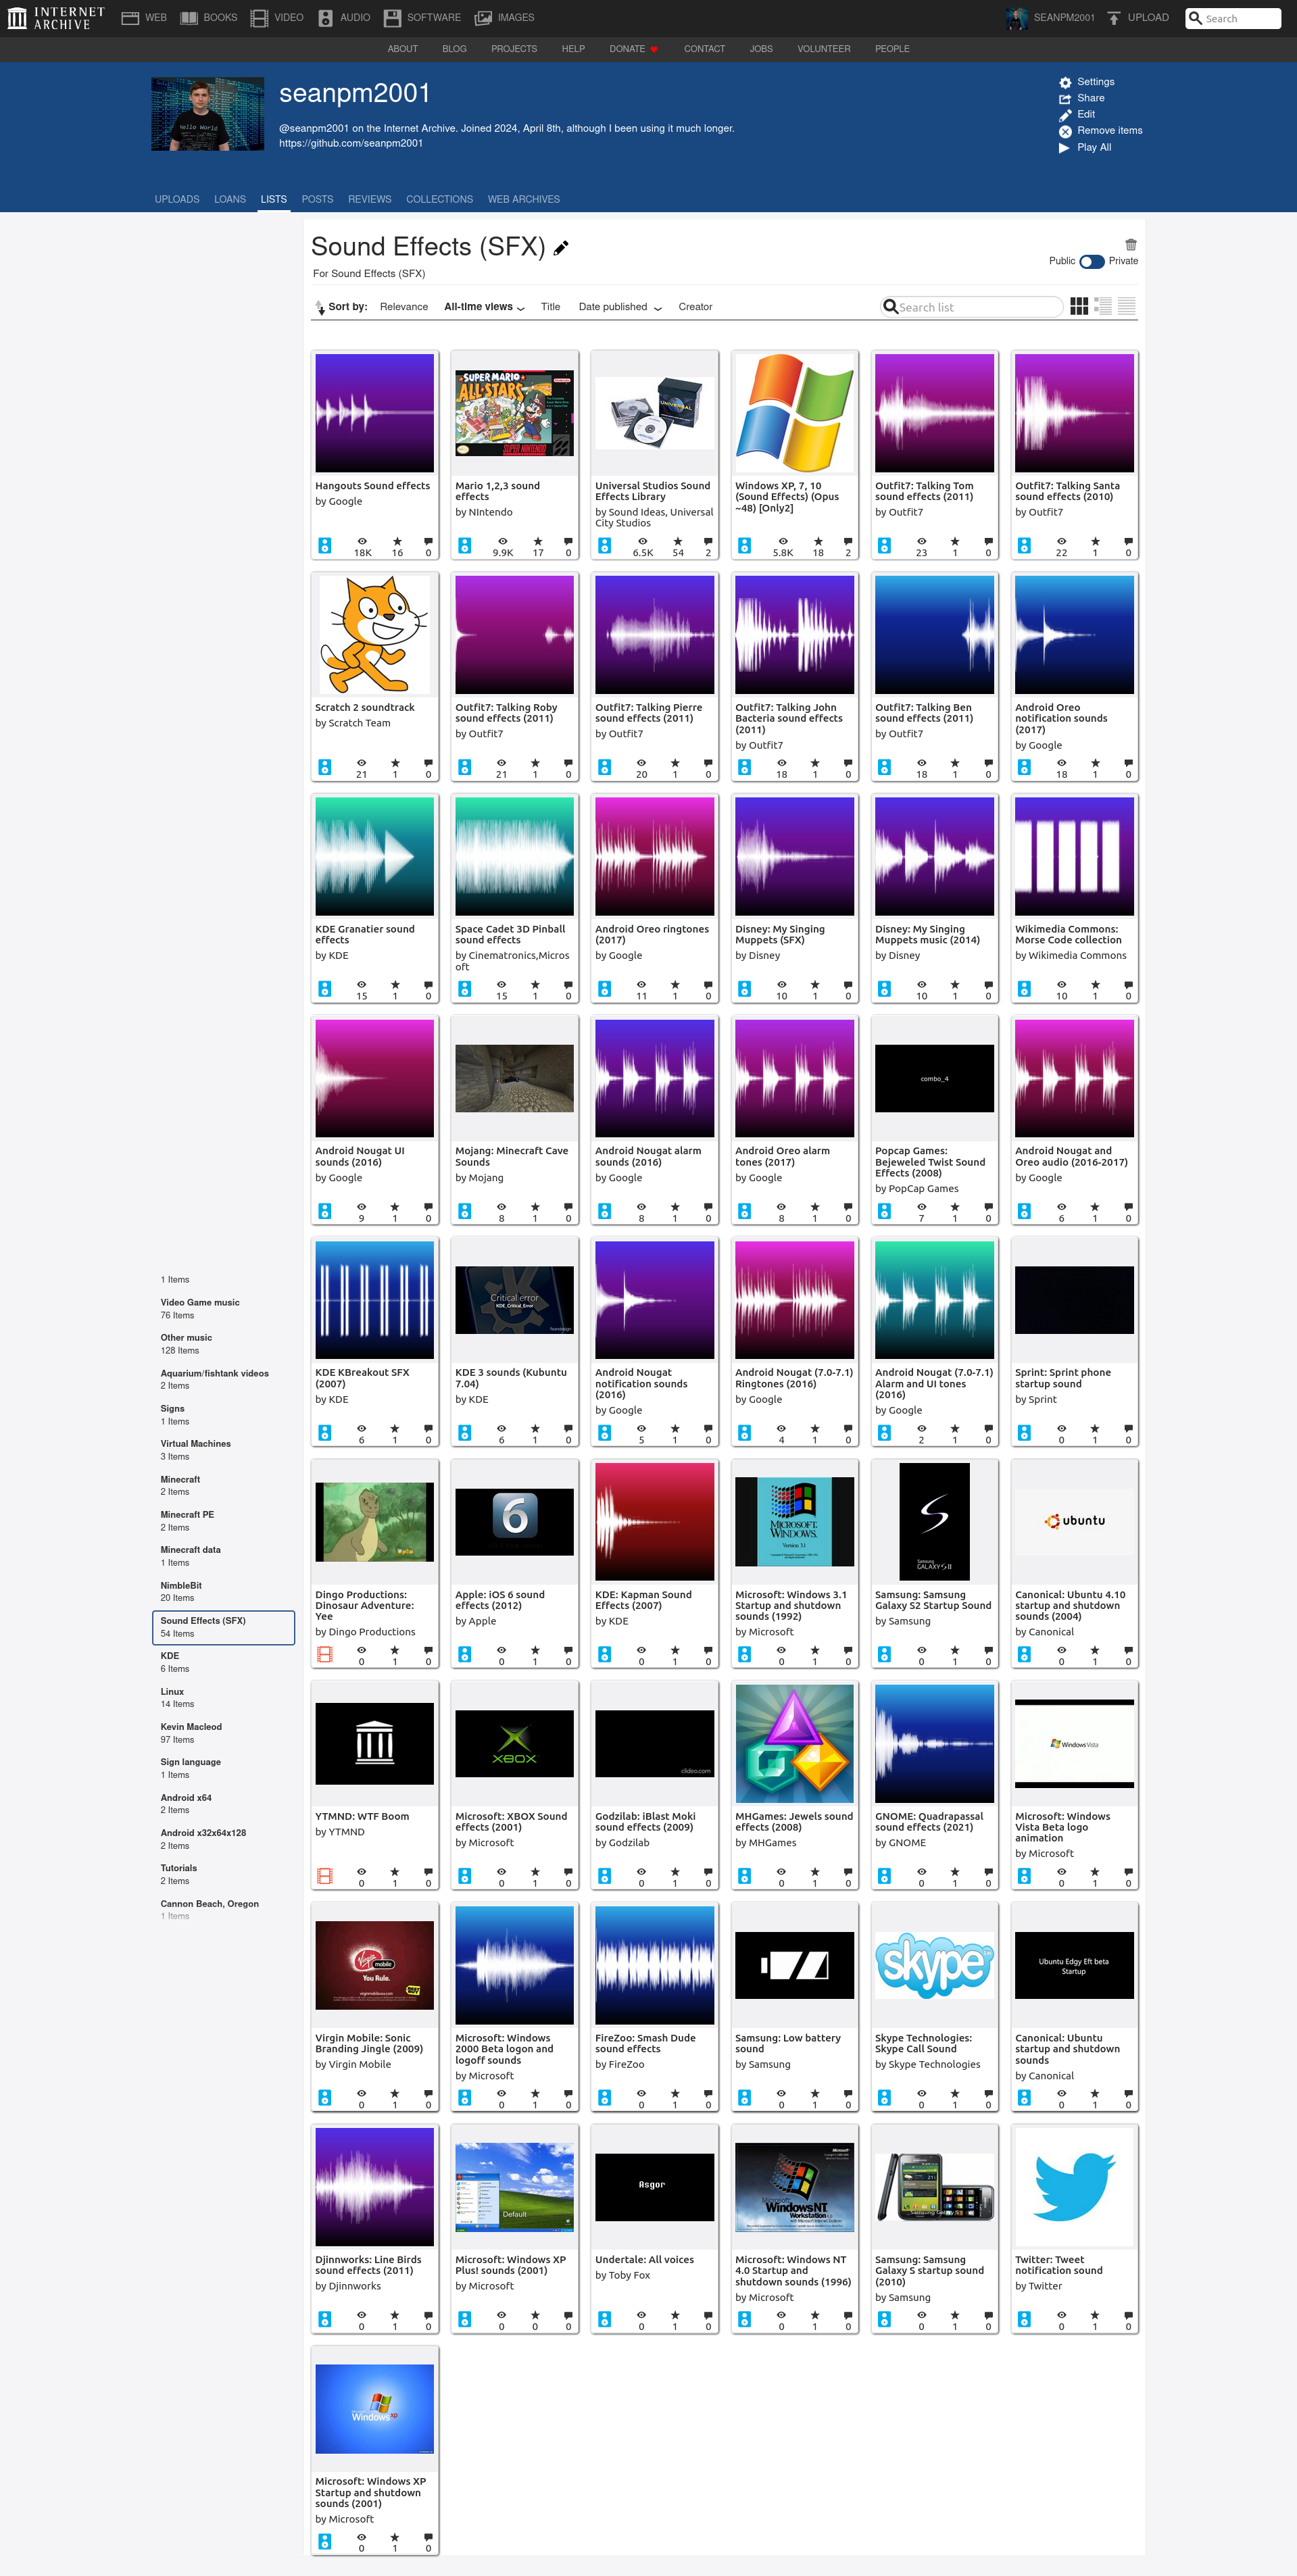 INTERNET
ARCHIVE
WEB
BOOKS
VIDEO
AUDIO
SOFTWARE
IMAGES
SEANPM2001
UPLOAD
Search
ABOUT
BLOG
PROJECTS
HELP
DONATE
CONTACT
JOBS
VOLUNTEER
PEOPLE
Hello World
seanpm2001
@seanpm2001 on the Internet Archive. Joined 2024, April 8th, although I been using it much longer.
https://github.com/seanpm2001
Settings
Share
Edit
Remove items
Play All
UPLOADS
LOANS
LISTS
POSTS
REVIEWS
COLLECTIONS
WEB ARCHIVES
Sound Effects (SFX)
For Sound Effects (SFX)
Public
Private
Sort by:
Relevance
All-time views
Title
Date published
Creator
Search list
SUPER MARIO
ALL-STARS
SUPER NINTENDO
UNIVERSAL
Hangouts Sound effects
by Google
18K 16 0
Mario 1,2,3 sound
effects
by NIntendo
9.9K 17 0
Universal Studios Sound
Effects Library
by Sound Ideas, Universal
City Studios
6.5K 54 2
Windows XP, 7, 10
(Sound Effects) (Opus
~48) [Only2]
5.8K 18 2
Outfit7: Talking Tom
sound effects (2011)
by Outfit7
23 1 0
Outfit7: Talking Santa
sound effects (2010)
by Outfit7
22 1 0
Scratch 2 soundtrack
by Scratch Team
21 1 0
Outfit7: Talking Roby
sound effects (2011)
by Outfit7
21 1 0
Outfit7: Talking Pierre
sound effects (2011)
by Outfit7
20 1 0
Outfit7: Talking John
Bacteria sound effects
(2011)
by Outfit7
18 1 0
Outfit7: Talking Ben
sound effects (2011)
by Outfit7
18 1 0
Android Oreo
notification sounds
(2017)
by Google
18 1 0
KDE Granatier sound
effects
by KDE
15 1 0
Space Cadet 3D Pinball
sound effects
by Cinematronics,Micros
oft
15 1 0
Android Oreo ringtones
(2017)
by Google
11 1 0
Disney: My Singing
Muppets (SFX)
by Disney
10 1 0
Disney: My Singing
Muppets music (2014)
by Disney
10 1 0
Wikimedia Commons:
Morse Code collection
by Wikimedia Commons
10 1 0
Android Nougat UI
sounds (2016)
by Google
9 1 0
Mojang: Minecraft Cave
Sounds
by Mojang
8 1 0
Android Nougat alarm
sounds (2016)
by Google
8 1 0
Android Oreo alarm
tones (2017)
by Google
8 1 0
combo_4
Popcap Games:
Bejeweled Twist Sound
Effects (2008)
by PopCap Games
7 1 0
Android Nougat and
Oreo audio (2016-2017)
by Google
6 1 0
KDE KBreakout SFX
(2007)
by KDE
6 1 0
Critical error
KDE_Critical_Error
KDE 3 sounds (Kubuntu
7.04)
by KDE
6 1 0
Android Nougat
notification sounds
(2016)
by Google
5 1 0
Android Nougat (7.0-7.1)
Ringtones (2016)
by Google
4 1 0
Android Nougat (7.0-7.1)
Alarm and UI tones
(2016)
by Google
2 1 0
Sprint: Sprint phone
startup sound
by Sprint
0 1 0
Dingo Productions:
Dinosaur Adventure:
Yee
by Dingo Productions
0 1 0
6
Apple: iOS 6 sound
effects (2012)
by Apple
0 1 0
KDE: Kapman Sound
Effects (2007)
by KDE
0 1 0
MICROSOFT.
WINDOWS.
Version 3.1
Microsoft: Windows 3.1
Startup and shutdown
sounds (1992)
by Microsoft
0 1 0
S
Samsung
GALAXY S II
Samsung: Samsung
Galaxy S2 Startup Sound
by Samsung
0 1 0
ubuntu
Canonical: Ubuntu 4.10
startup and shutdown
sounds (2004)
by Canonical
0 1 0
YTMND: WTF Boom
by YTMND
0 1 0
XBOX
Microsoft: XBOX Sound
effects (2001)
by Microsoft
0 1 0
clideo.com
Godzilab: iBlast Moki
sound effects (2009)
by Godzilab
0 1 0
MHGames: Jewels sound
effects (2008)
by MHGames
0 1 0
GNOME: Quadrapassal
sound effects (2021)
by GNOME
0 1 0
Windows Vista
Microsoft: Windows
Vista Beta logo
animation
by Microsoft
0 1 0
Virgin
mobile
You Rule.
BEST BUY
Virgin Mobile: Sonic
Branding Jingle (2009)
by Virgin Mobile
0 1 0
Microsoft: Windows
2000 Beta logon and
logoff sounds
by Microsoft
0 1 0
FireZoo: Smash Dude
sound effects
by FireZoo
0 1 0
Samsung: Low battery
sound
by Samsung
0 1 0
skype
Skype Technologies:
Skype Call Sound
by Skype Technologies
0 1 0
Ubuntu Edgy Eft beta
Startup
Canonical: Ubuntu
startup and shutdown
sounds
by Canonical
0 1 0
Djinnworks: Line Birds
sound effects (2011)
by Djinnworks
0 1 0
Default
Microsoft: Windows XP
Plus! sounds (2001)
by Microsoft
0 0 0
Asgor
Undertale: All voices
by Toby Fox
0 1 0
Microsoft
WindowsNT
Workstation 4.0
Microsoft: Windows NT
4.0 Startup and
shutdown sounds (1996)
by Microsoft
0 1 0
Samsung: Samsung
Galaxy S startup sound
(2010)
by Samsung
0 1 0
Twitter: Tweet
notification sound
by Twitter
0 1 0
Windows xp
Microsoft: Windows XP
Startup and shutdown
sounds (2001)
by Microsoft
0 1 0
1 Items
Video Game music
76 Items
Other music
128 Items
Aquarium/fishtank videos
2 Items
Signs
1 Items
Virtual Machines
3 Items
Minecraft
2 Items
Minecraft PE
2 Items
Minecraft data
1 Items
NimbleBit
20 Items
Sound Effects (SFX)
54 Items
KDE
6 Items
Linux
14 Items
Kevin Macleod
97 Items
Sign language
1 Items
Android x64
2 Items
Android x32x64x128
2 Items
Tutorials
2 Items
Cannon Beach, Oregon
1 Items